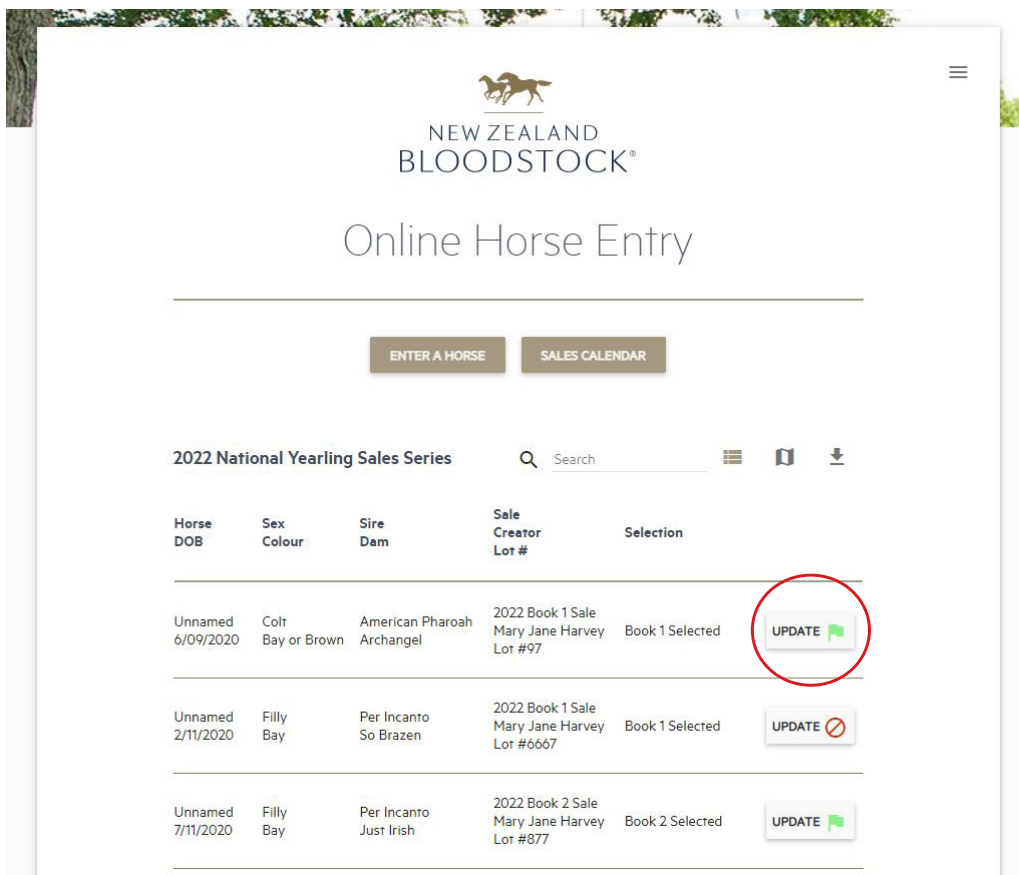 NEW ZEALAND
BLOODSTOCK®
Online Horse Entry
ENTER A HORSE
SALES CALENDAR
2022 National Yearling Sales Series
Search
Horse
DOB
Sex
Colour
Sire
Dam
Sale
Creator
Lot #
Selection
Unnamed
6/09/2020
Colt
Bay or Brown
American Pharoah
Archangel
2022 Book 1 Sale
Mary Jane Harvey
Lot #97
Book 1 Selected
UPDATE
Unnamed
2/11/2020
Filly
Bay
Per Incanto
So Brazen
2022 Book 1 Sale
Mary Jane Harvey
Lot #6667
Book 1 Selected
UPDATE
Unnamed
7/11/2020
Filly
Bay
Per Incanto
Just Irish
2022 Book 2 Sale
Mary Jane Harvey
Lot #877
Book 2 Selected
UPDATE